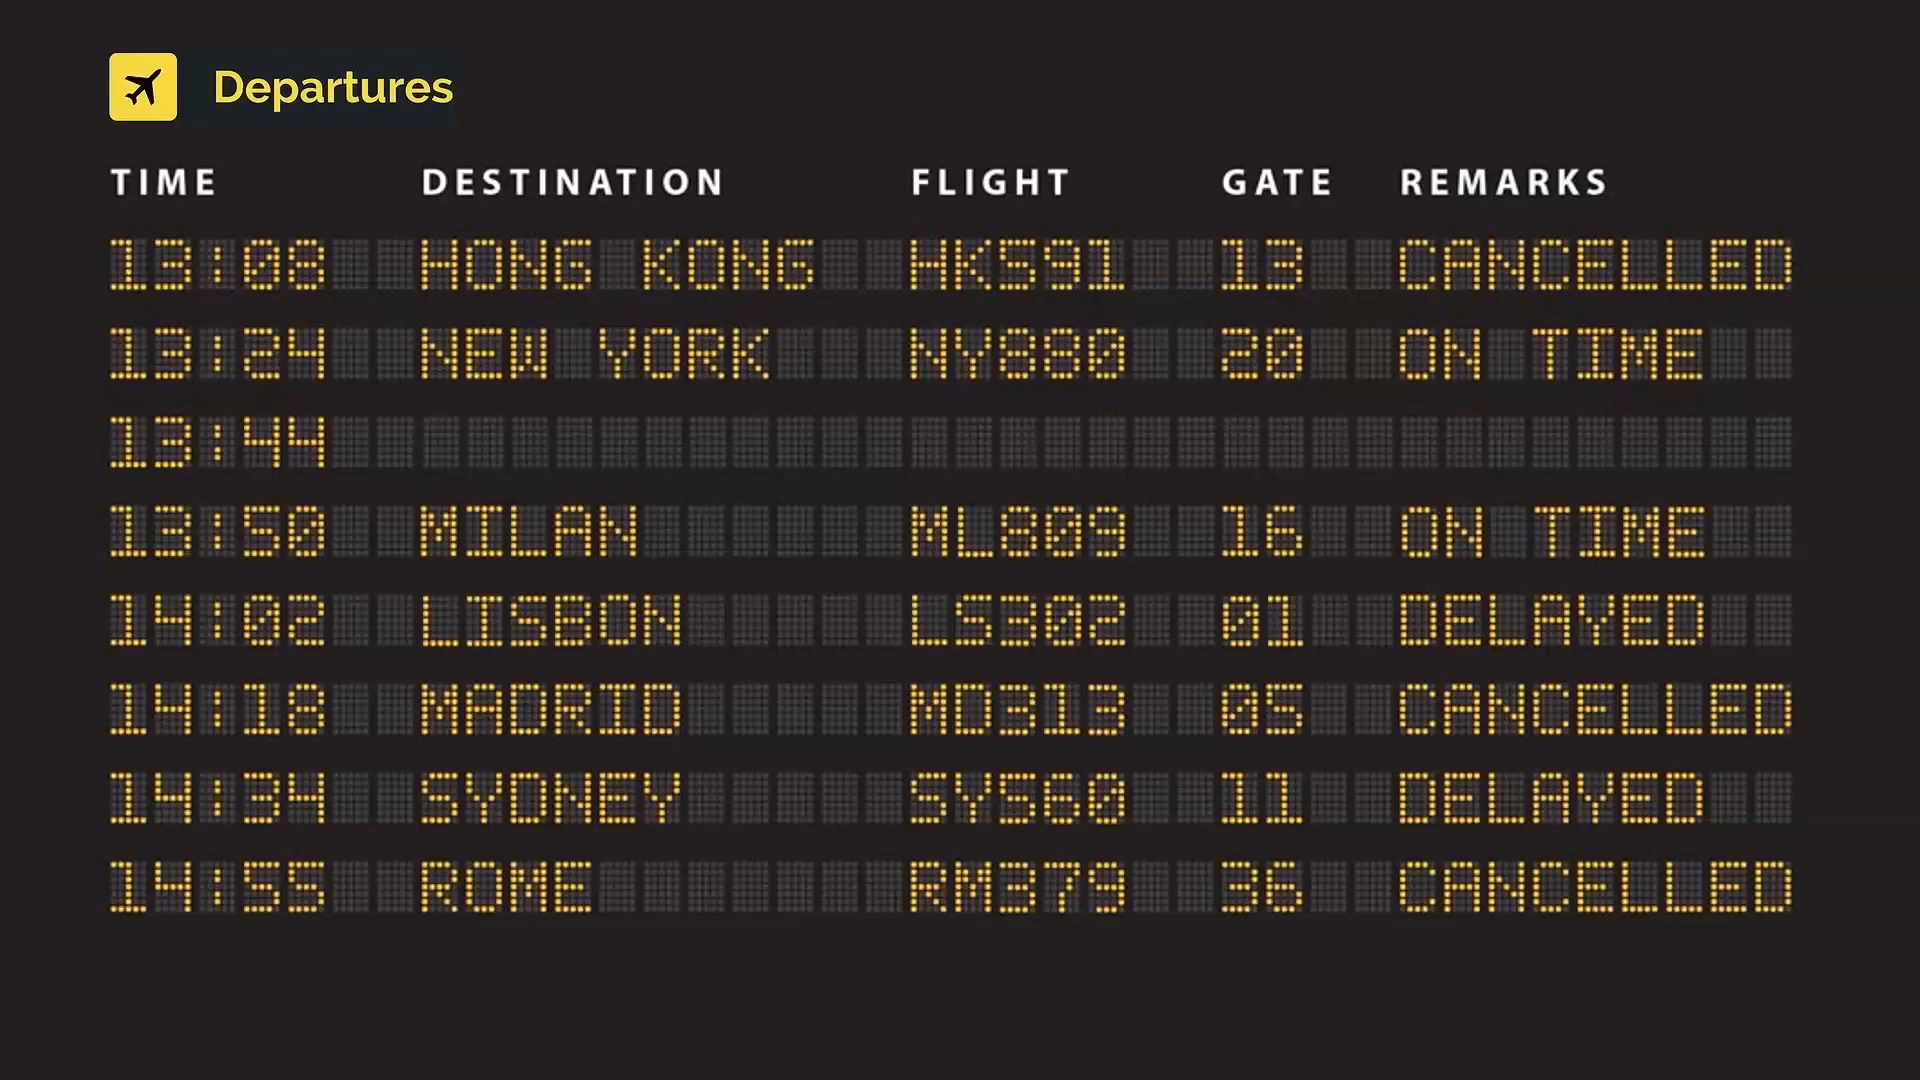 Departures
TIME DESTINATION FLIGHT GATE REMARKS
13:08 HONG KONG HK591 13 CANCELLED
13:24 NEW YORK NY880 20 ON TIME
13:44
13:50 MILAN ML809 16 ON TIME
14:02 LISBON LS302 01 DELAYED
14:18 MADRID MD313 05 CANCELLED
14:34 SYDNEY SY560 11 DELAYED
14:55 ROME RM379 36 CANCELLED